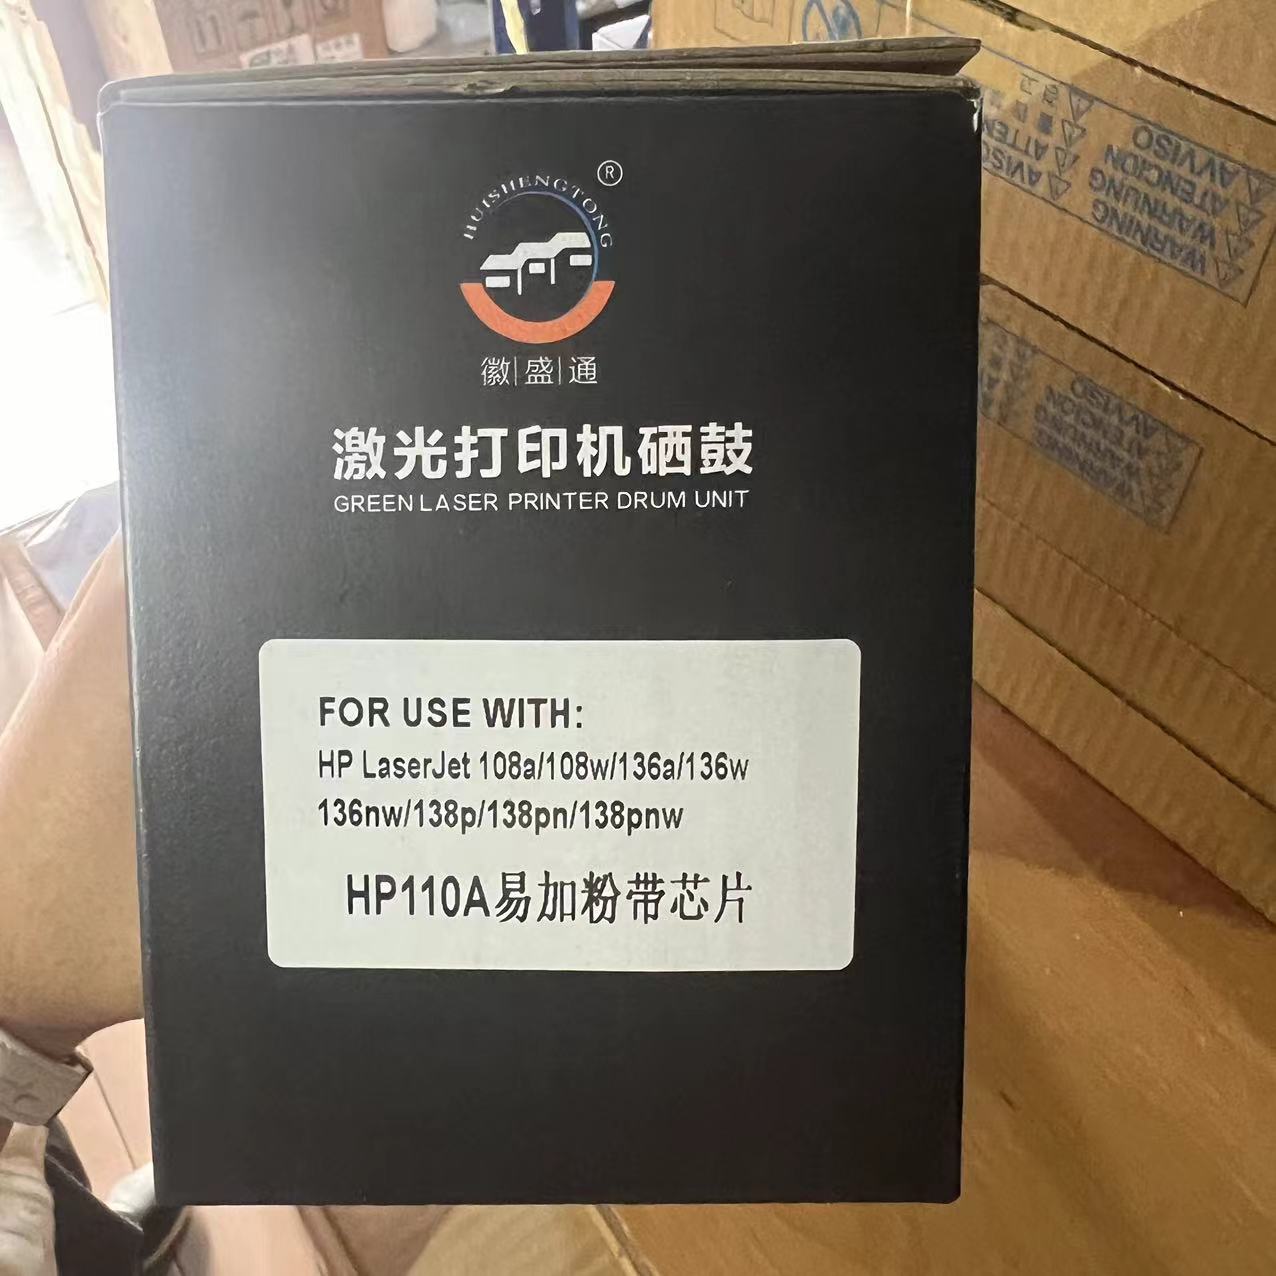 HUISHENGTONG
®
徽|盛|通
激光打印机硒鼓
GREEN LASER PRINTER DRUM UNIT
FOR USE WITH:
HP LaserJet 108a/108w/136a/136w
136nw/138p/138pn/138pnw
HP110A易加粉带芯片
WARNING
WARNUNG
ATENCION
AVVISO